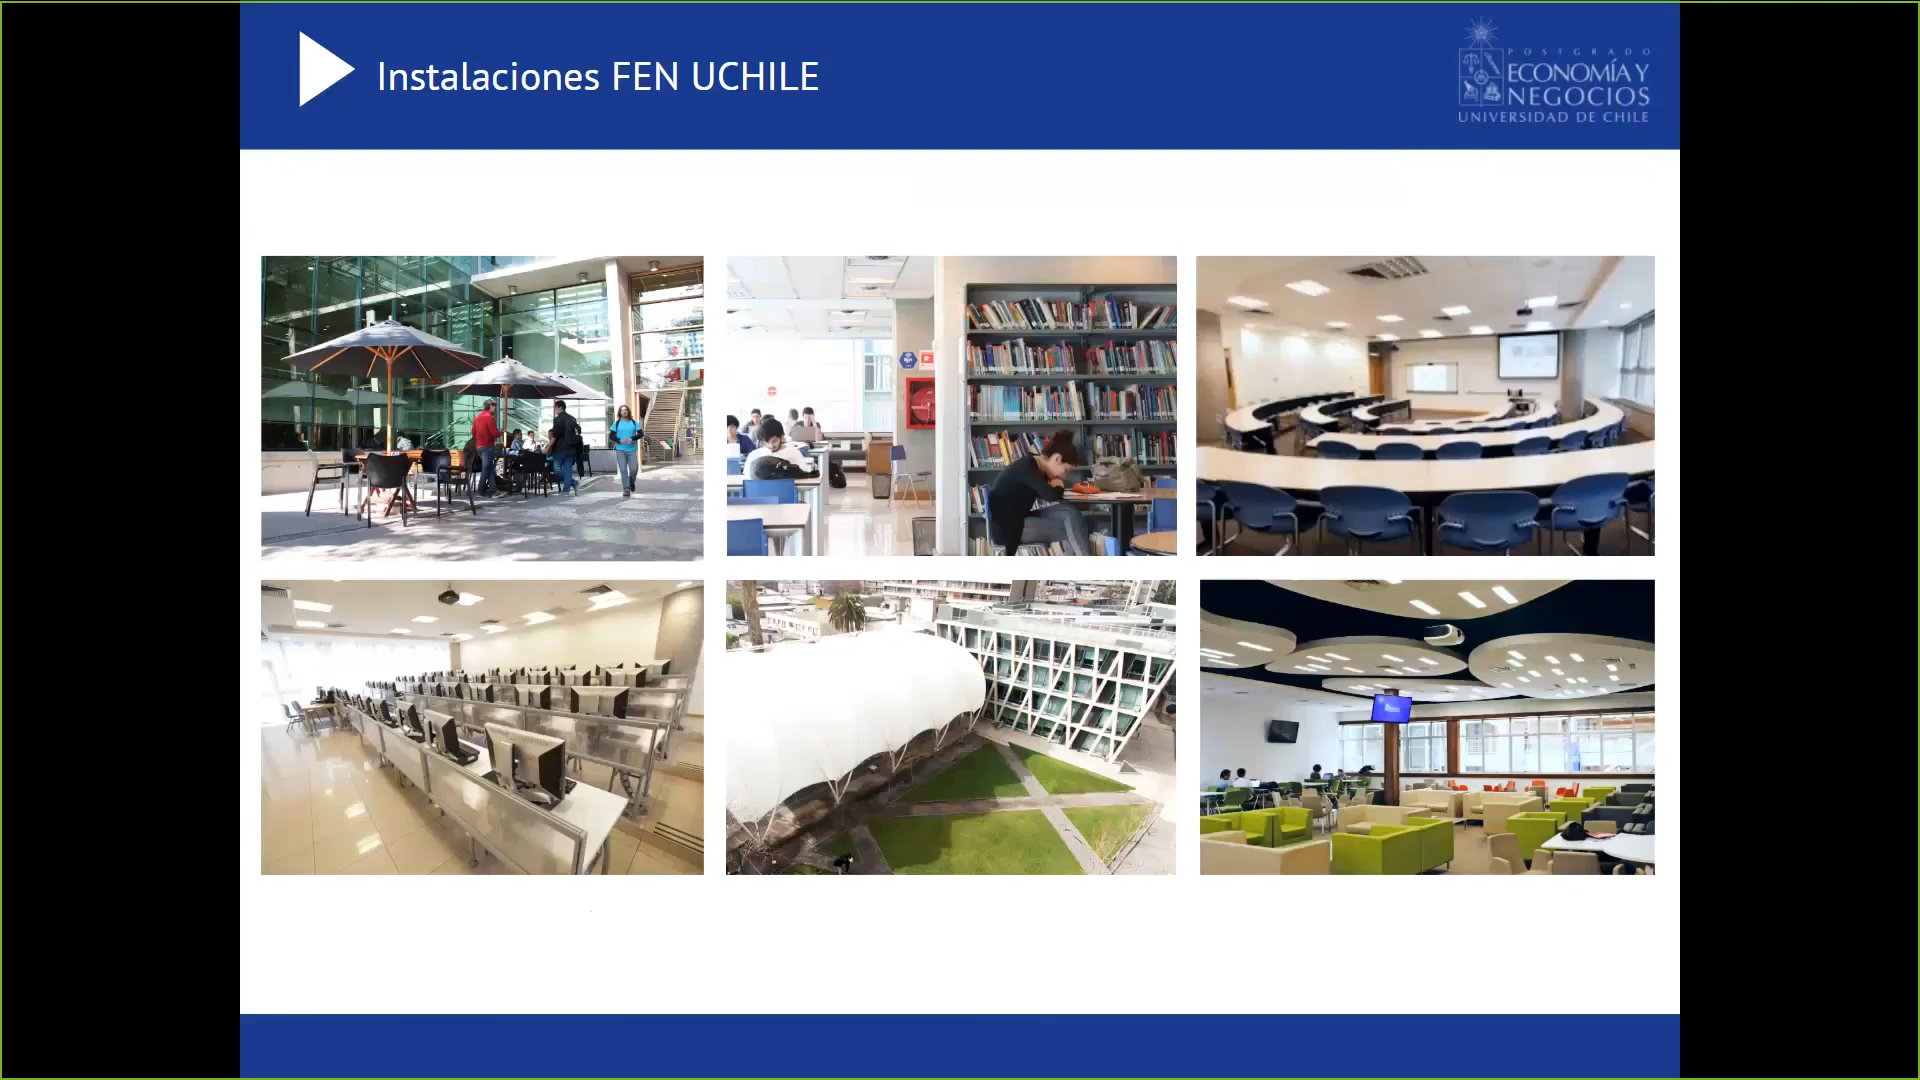 Instalaciones FEN UCHILE
POSTGRADO
ECONOMÍA Y
NEGOCIOS
UNIVERSIDAD DE CHILE